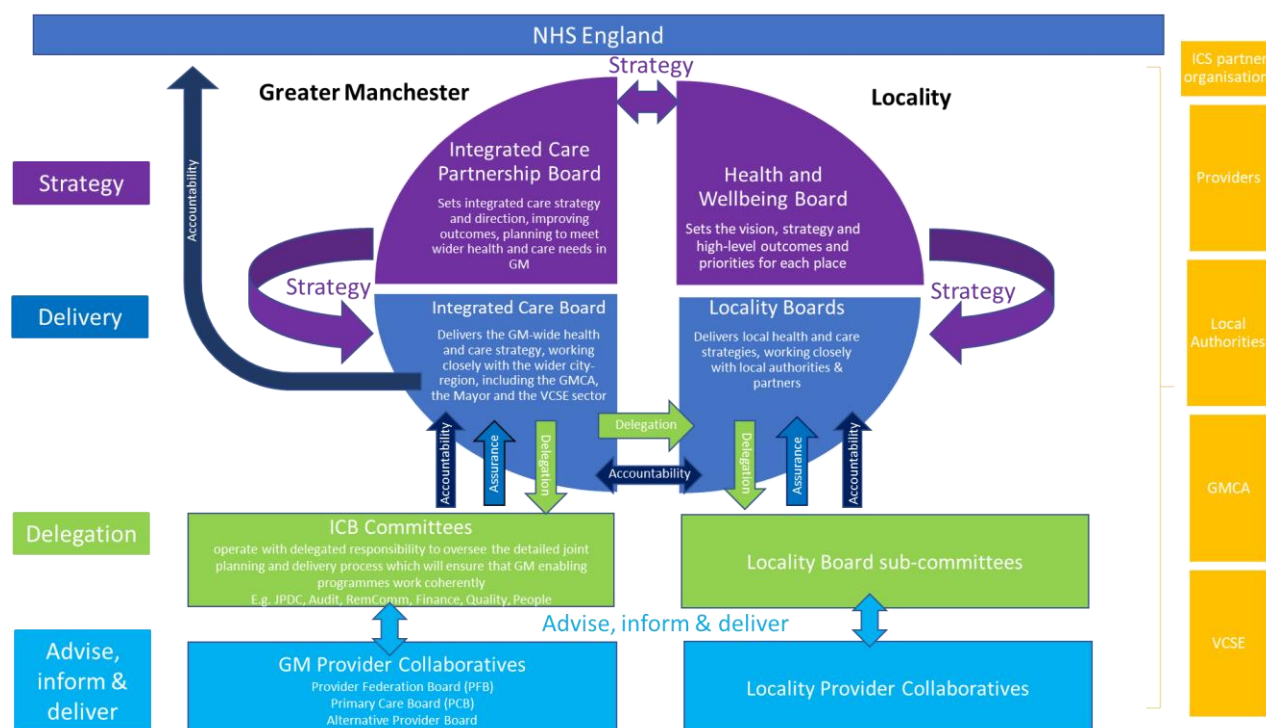 NHS England
Strategy
Greater Manchester
Locality
ICS partner
organisation
Strategy
Delivery
Delegation
Advise,
inform &
deliver
Accountability
Integrated Care
Partnership Board
Sets integrated care strategy
and direction, improving
outcomes, planning to meet
wider health and care needs in
GM
Health and
Wellbeing Board
Sets the vision, strategy and
high-level outcomes and
priorities for each place
Strategy
Strategy
Integrated Care Board
Delivers the GM-wide health
and care strategy, working
closely with the wider city-
region, including the GMCA,
the Mayor and the VCSE sector
Locality Boards
Delivers local health and care
strategies, working closely
with local authorities &
partners
Delegation
Accountability
Accountability
Assurance
Delegation
Delegation
Assurance
Accountability
ICB Committees
operate with delegated responsibility to oversee the detailed joint
planning and delivery process which will ensure that GM enabling
programmes work coherently
E.g. JPDC, Audit, RemComm, Finance, Quality, People
Locality Board sub-committees
Advise, inform & deliver
GM Provider Collaboratives
Provider Federation Board (PFB)
Primary Care Board (PCB)
Alternative Provider Board
Locality Provider Collaboratives
Providers
Local
Authorities
GMCA
VCSE